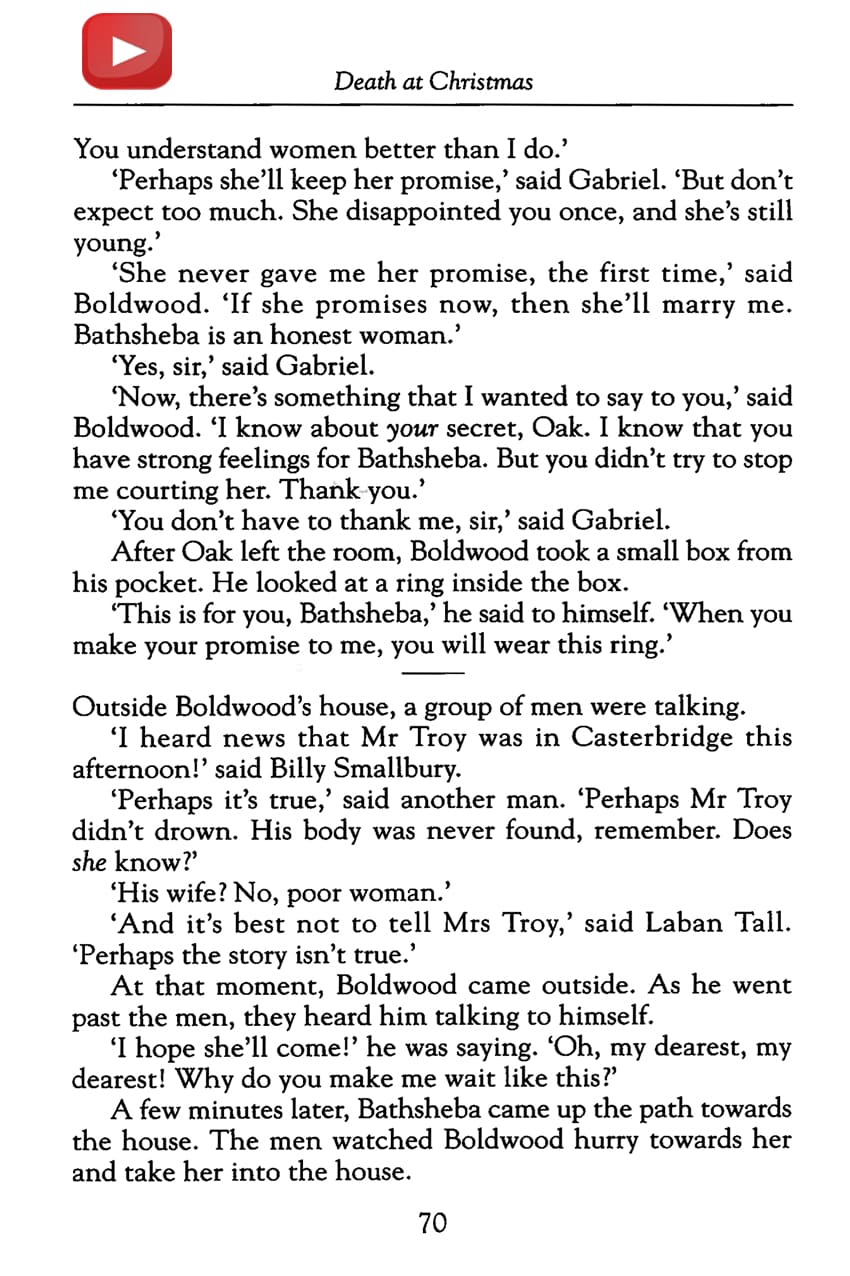 Death at Christmas
You understand women better than I do.’
‘Perhaps she’ll keep her promise,’ said Gabriel. ‘But don’t
expect too much. She disappointed you once, and she’s still
young.’
‘She never gave me her promise, the first time,’ said
Boldwood. ‘If she promises now, then she’ll marry me.
Bathsheba is an honest woman.’
‘Yes, sir,’ said Gabriel.
‘Now, there’s something that I wanted to say to you,’ said
Boldwood. ‘I know about your secret, Oak. I know that you
have strong feelings for Bathsheba. But you didn’t try to stop
me courting her. Thank you.’
‘You don’t have to thank me, sir,’ said Gabriel.
After Oak left the room, Boldwood took a small box from
his pocket. He looked at a ring inside the box.
‘This is for you, Bathsheba,’ he said to himself. ‘When you
make your promise to me, you will wear this ring.’
Outside Boldwood’s house, a group of men were talking.
‘I heard news that Mr Troy was in Casterbridge this
afternoon!’ said Billy Smallbury.
‘Perhaps it’s true,’ said another man. ‘Perhaps Mr Troy
didn’t drown. His body was never found, remember. Does
she know?’
‘His wife? No, poor woman.’
‘And it’s best not to tell Mrs Troy,’ said Laban Tall.
‘Perhaps the story isn’t true.’
At that moment, Boldwood came outside. As he went
past the men, they heard him talking to himself.
‘I hope she’ll come!’ he was saying. ‘Oh, my dearest, my
dearest! Why do you make me wait like this?’
A few minutes later, Bathsheba came up the path towards
the house. The men watched Boldwood hurry towards her
and take her into the house.
70